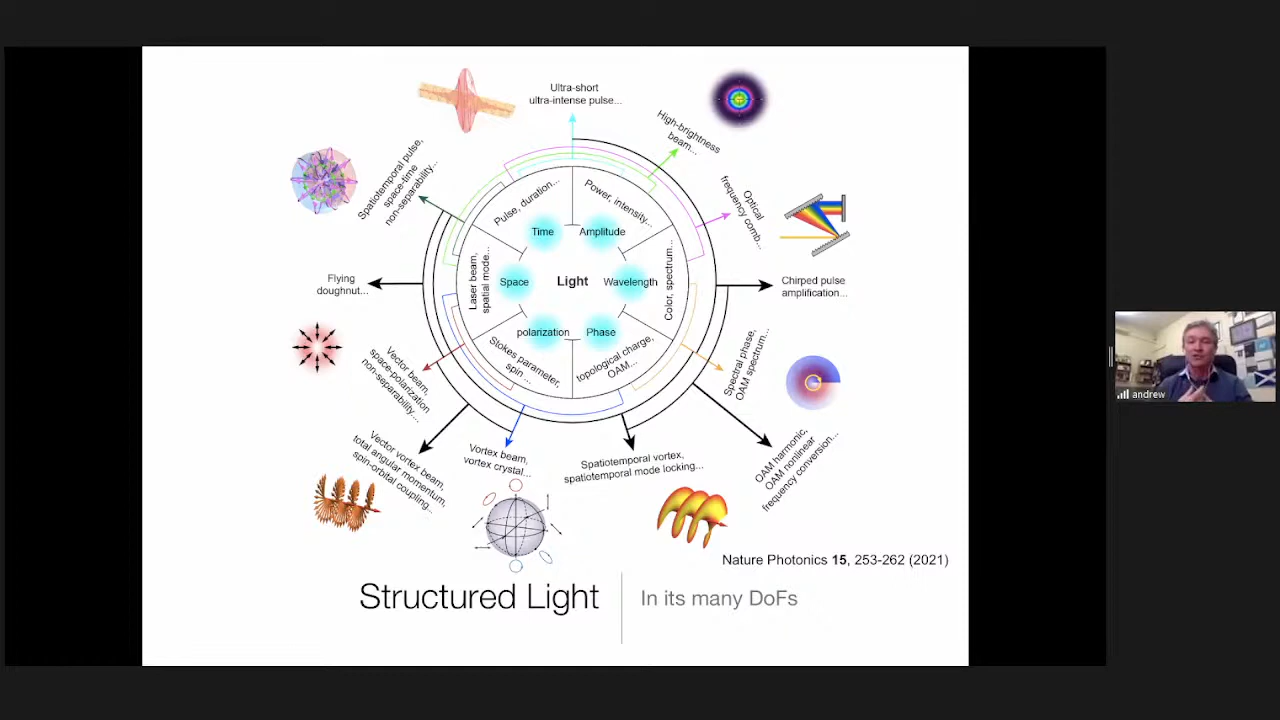 Ultra-short
ultra-intense pulse...
High-brightness
beam...
Optical
frequency comb...
Chirped pulse
amplification...
Spectral phase,
OAM spectrum...
OAM harmonic,
OAM nonlinear
frequency conversion...
Spatiotemporal vortex,
spatiotemporal mode locking...
Vortex beam,
vortex crystal...
Vector vortex beam,
total angular momentum,
spin-orbital coupling...
Vector beam,
space-polarization
non-separability...
Flying
doughnut...
Spatiotemporal pulse,
space-time
non-separability...
Pulse, duration...
Power, intensity...
Color, spectrum...
topological charge,
OAM...
Stokes parameter,
spin...
Laser beam,
spatial mode...
Time
Amplitude
Space
Light
Wavelength
polarization
Phase
andrew
Nature Photonics 15, 253-262 (2021)
Structured Light
In its many DoFs